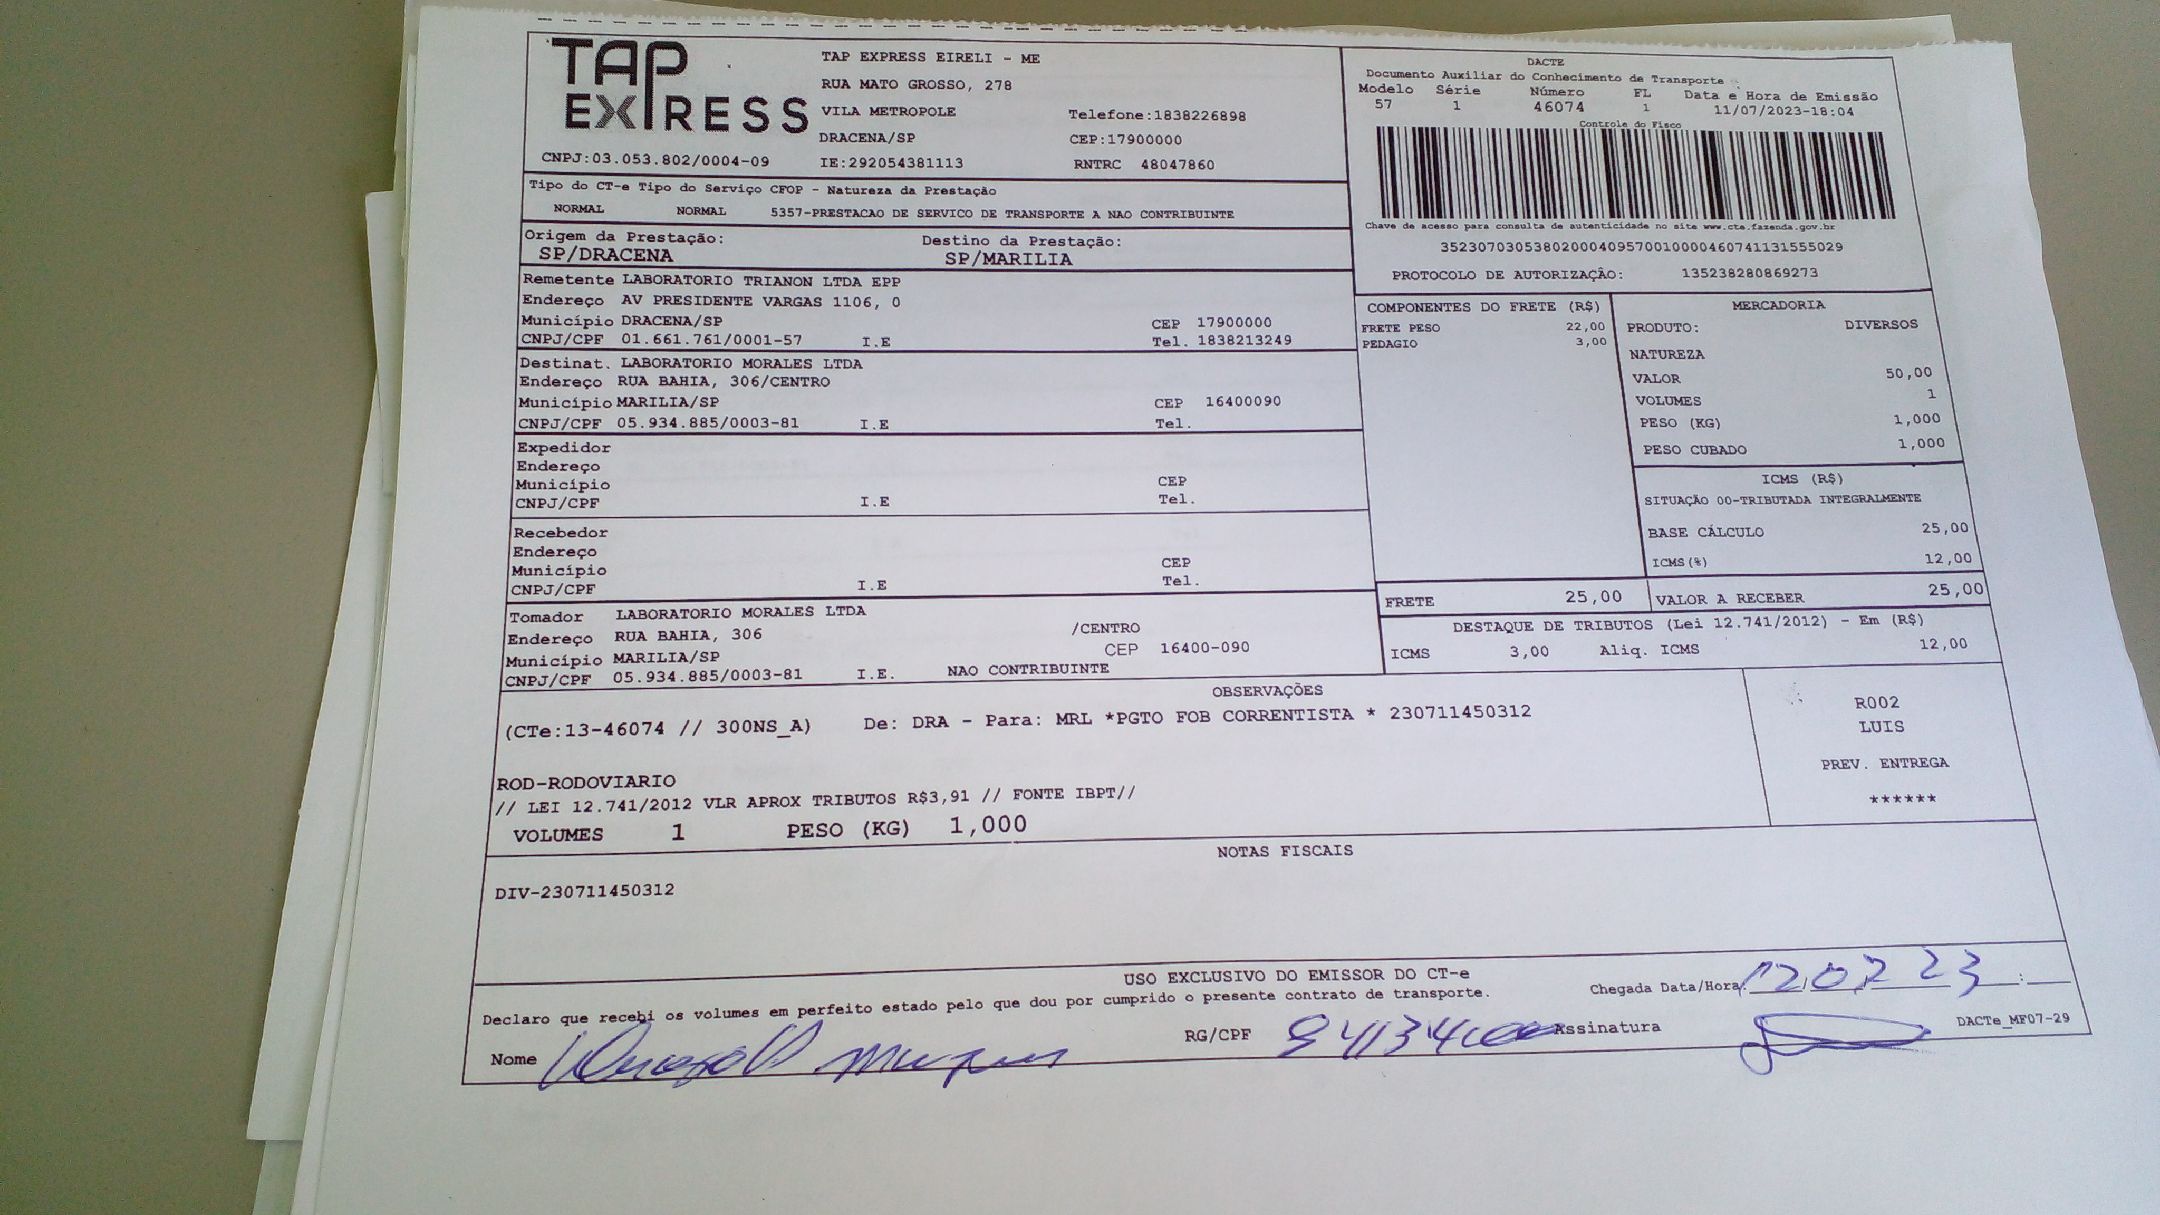 TAP EXPRESS
CNPJ:03.053.802/0004-09
TAP EXPRESS EIRELI - ME
RUA MATO GROSSO, 278
VILA METROPOLE Telefone:1838226898
DRACENA/SP CEP:17900000
IE:292054381113 RNTRC 48047860
DACTE
Documento Auxiliar do Conhecimento de Transporte
Modelo Série Número FL Data e Hora de Emissão
57 1 46074 1 11/07/2023-18:04
Controle do Fisco
Chave de acesso para consulta de autenticidade no site www.cte.fazenda.gov.br
35230703053802000409570010000460741131555029
PROTOCOLO DE AUTORIZAÇÃO: 135238280869273
Tipo do CT-e Tipo do Serviço CFOP - Natureza da Prestação
NORMAL NORMAL 5357-PRESTACAO DE SERVICO DE TRANSPORTE A NAO CONTRIBUINTE
Origem da Prestação: Destino da Prestação:
SP/DRACENA SP/MARILIA
Remetente LABORATORIO TRIANON LTDA EPP
Endereço AV PRESIDENTE VARGAS 1106, 0
Município DRACENA/SP CEP 17900000
CNPJ/CPF 01.661.761/0001-57 I.E Tel. 1838213249
Destinat. LABORATORIO MORALES LTDA
Endereço RUA BAHIA, 306/CENTRO
Município MARILIA/SP CEP 16400090
CNPJ/CPF 05.934.885/0003-81 I.E Tel.
Expedidor
Endereço
Município CEP
CNPJ/CPF I.E Tel.
Recebedor
Endereço
Município CEP
CNPJ/CPF I.E Tel.
Tomador LABORATORIO MORALES LTDA
Endereço RUA BAHIA, 306 /CENTRO
Município MARILIA/SP CEP 16400-090
CNPJ/CPF 05.934.885/0003-81 I.E. NAO CONTRIBUINTE
COMPONENTES DO FRETE (R$)
FRETE PESO 22,00
PEDAGIO 3,00
MERCADORIA
PRODUTO: DIVERSOS
NATUREZA
VALOR 50,00
VOLUMES 1
PESO (KG) 1,000
PESO CUBADO 1,000
ICMS (R$)
SITUAÇÃO 00-TRIBUTADA INTEGRALMENTE
BASE CÁLCULO 25,00
ICMS(%) 12,00
FRETE 25,00 VALOR A RECEBER 25,00
DESTAQUE DE TRIBUTOS (Lei 12.741/2012) - Em (R$)
ICMS 3,00 Aliq. ICMS 12,00
OBSERVAÇÕES
(CTe:13-46074 // 300NS_A) De: DRA - Para: MRL *PGTO FOB CORRENTISTA * 230711450312
ROD-RODOVIARIO
// LEI 12.741/2012 VLR APROX TRIBUTOS R$3,91 // FONTE IBPT//
VOLUMES 1 PESO (KG) 1,000
R002
LUIS
PREV. ENTREGA
******
NOTAS FISCAIS
DIV-230711450312
USO EXCLUSIVO DO EMISSOR DO CT-e
Declaro que recebi os volumes em perfeito estado pelo que dou por cumprido o presente contrato de transporte.
Chegada Data/Hora: 12 07 23 :
Nome RG/CPF Assinatura DACTe_MF07-29